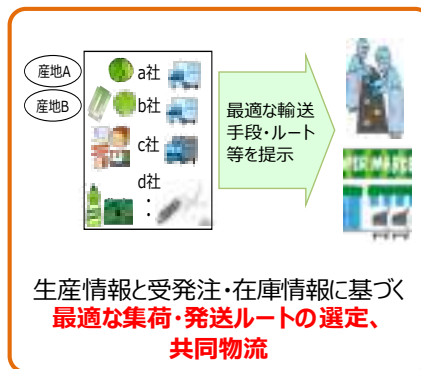 産地A
産地B
a社
b社
c社
d社
:
最適な輸送
手段・ルート
等を提示
生産情報と受発注・在庫情報に基づく
最適な集荷・発送ルートの選定、
共同物流